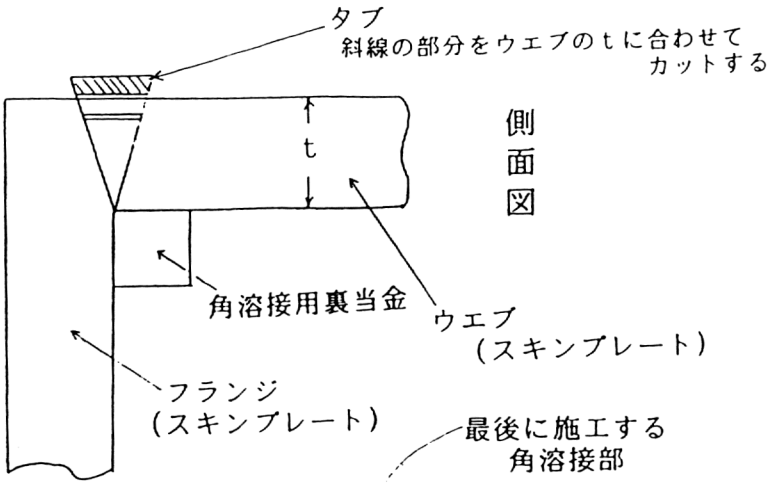 タブ
斜線の部分をウエブのtに合わせて
カットする
側面図
t
角溶接用裏当金
ウエブ
(スキンプレート)
フランジ
(スキンプレート)
最後に施工する
角溶接部